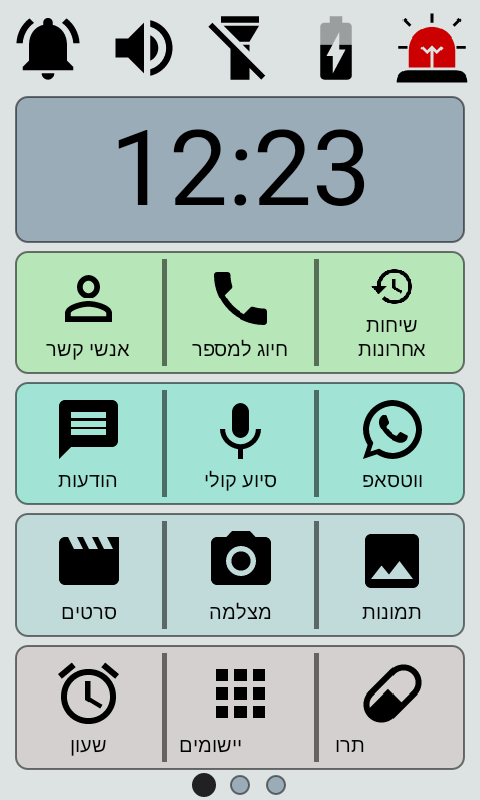 12:23
שיחות
אחרונות
חיוג למספר
אנשי קשר
ווטסאפ
סיוע קולי
הודעות
תמונות
מצלמה
סרטים
תרו
יישומים
שעון